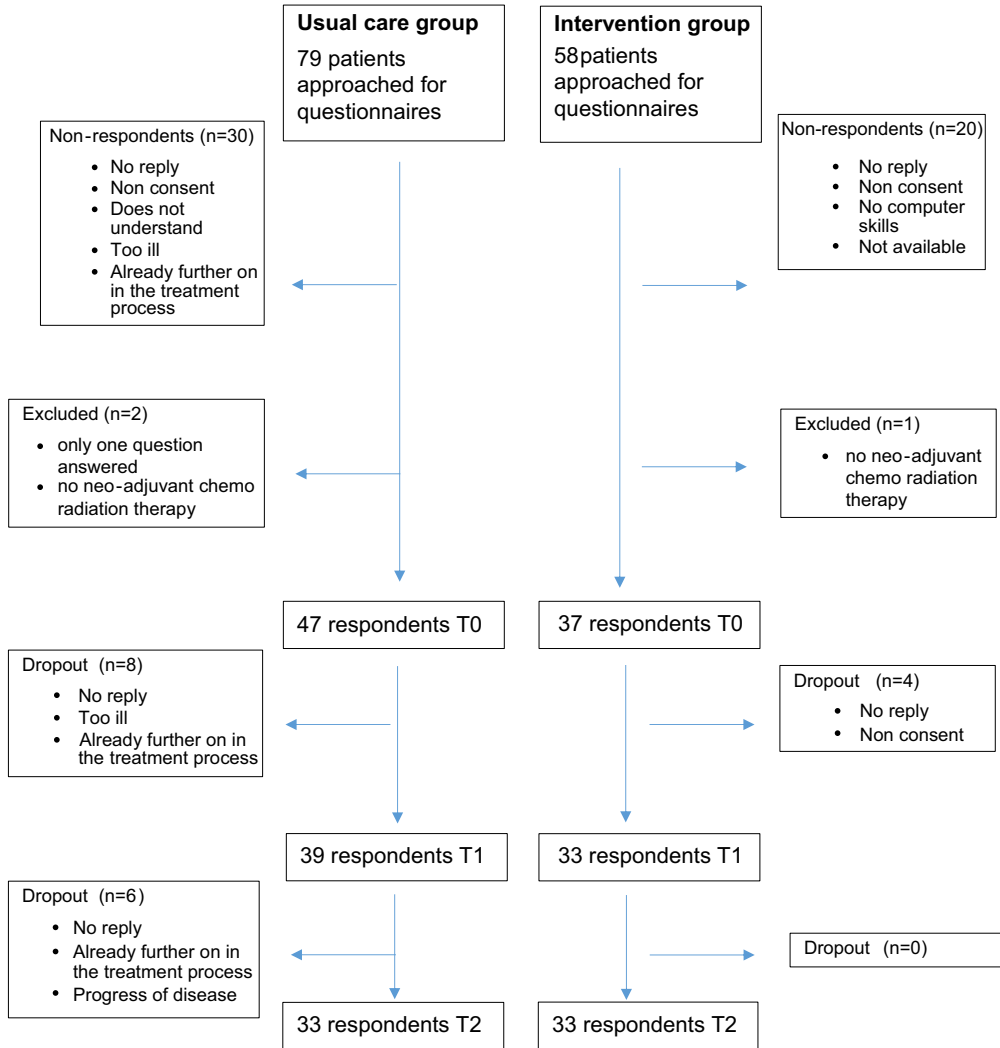 Usual care group
79 patients
approached for
questionnaires
Intervention group
58patients
approached for
questionnaires
Non-respondents (n=30)
• No reply
• Non consent
• Does not
understand
• Too ill
• Already further on
in the treatment
process
Non-respondents (n=20)
• No reply
• Non consent
• No computer
skills
• Not available
Excluded (n=2)
• only one question
answered
• no neo-adjuvant chemo
radiation therapy
Excluded (n=1)
• no neo-adjuvant
chemo radiation
therapy
47 respondents T0
37 respondents T0
Dropout (n=8)
• No reply
• Too ill
• Already further on in
the treatment process
Dropout (n=4)
• No reply
• Non consent
39 respondents T1
33 respondents T1
Dropout (n=6)
• No reply
• Already further on in
the treatment process
• Progress of disease
Dropout (n=0)
33 respondents T2
33 respondents T2